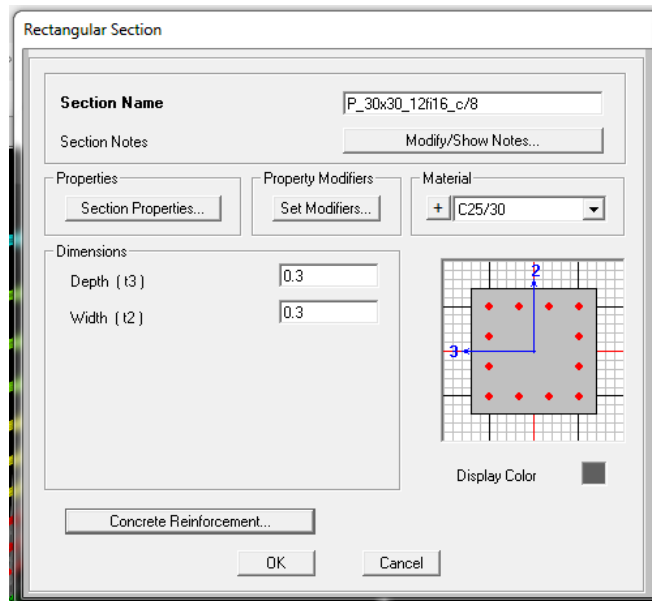 Rectangular Section
Section Name P_30x30_12fi16_c/8
Section Notes Modify/Show Notes...
Properties Property Modifiers Material
Section Properties... Set Modifiers... + C25/30
Dimensions
Depth ( t3 ) 0.3
Width ( t2 ) 0.3
2
3
Display Color
Concrete Reinforcement...
OK Cancel